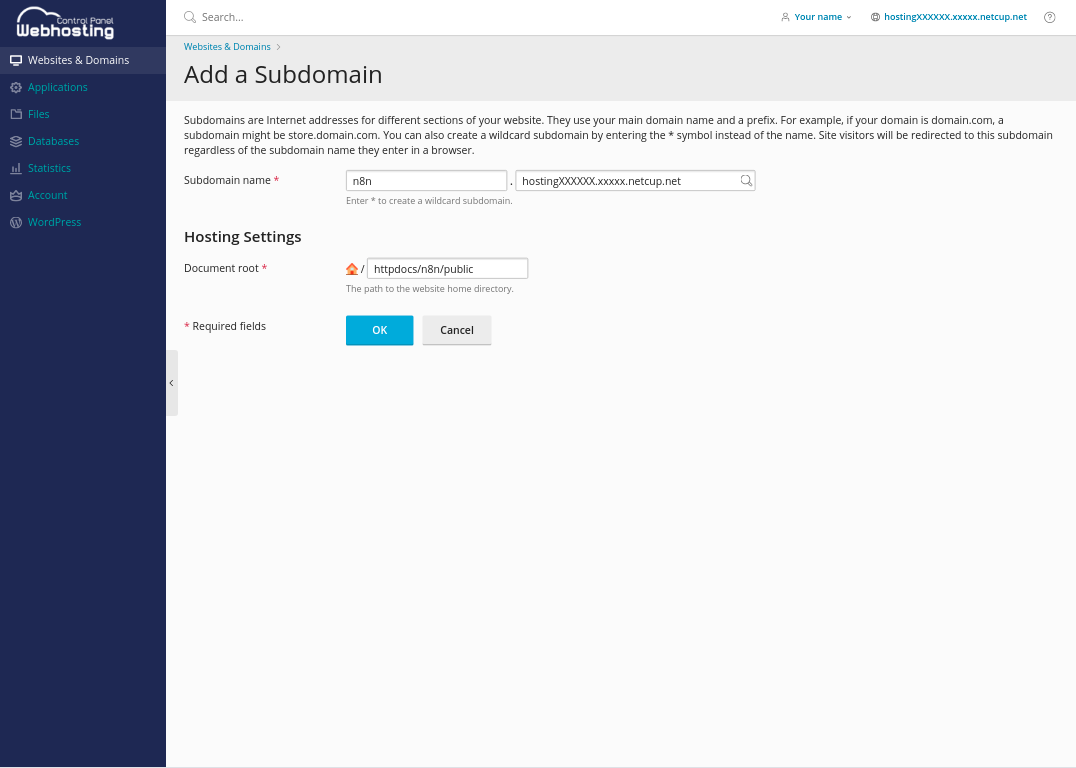 Control Panel
Webhosting
Search...
Your name
hostingXXXXXX.xxxxx.netcup.net
Websites & Domains
Applications
Files
Databases
Statistics
Account
WordPress
Websites & Domains
Add a Subdomain
Subdomains are Internet addresses for different sections of your website. They use your main domain name and a prefix. For example, if your domain is domain.com, a
subdomain might be store.domain.com. You can also create a wildcard subdomain by entering the * symbol instead of the name. Site visitors will be redirected to this subdomain
regardless of the subdomain name they enter in a browser.
Subdomain name * n8n . hostingXXXXXX.xxxxx.netcup.net
Enter * to create a wildcard subdomain.
Hosting Settings
Document root * / httpdocs/n8n/public
The path to the website home directory.
* Required fields OK Cancel